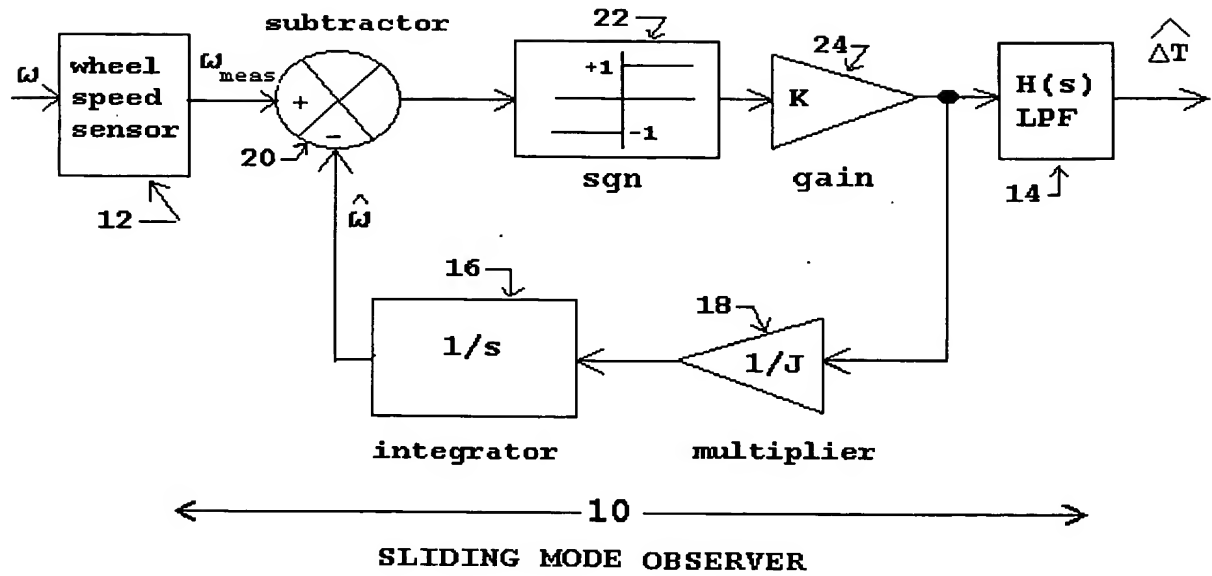 subtractor
22
24
ΔT̂
ω
wheel
speed
sensor
ω_meas
+
−
20
+1
-1
sgn
K
gain
H(s)
LPF
14
12
ω̂
16
1/s
integrator
18
1/J
multiplier
10
SLIDING MODE OBSERVER